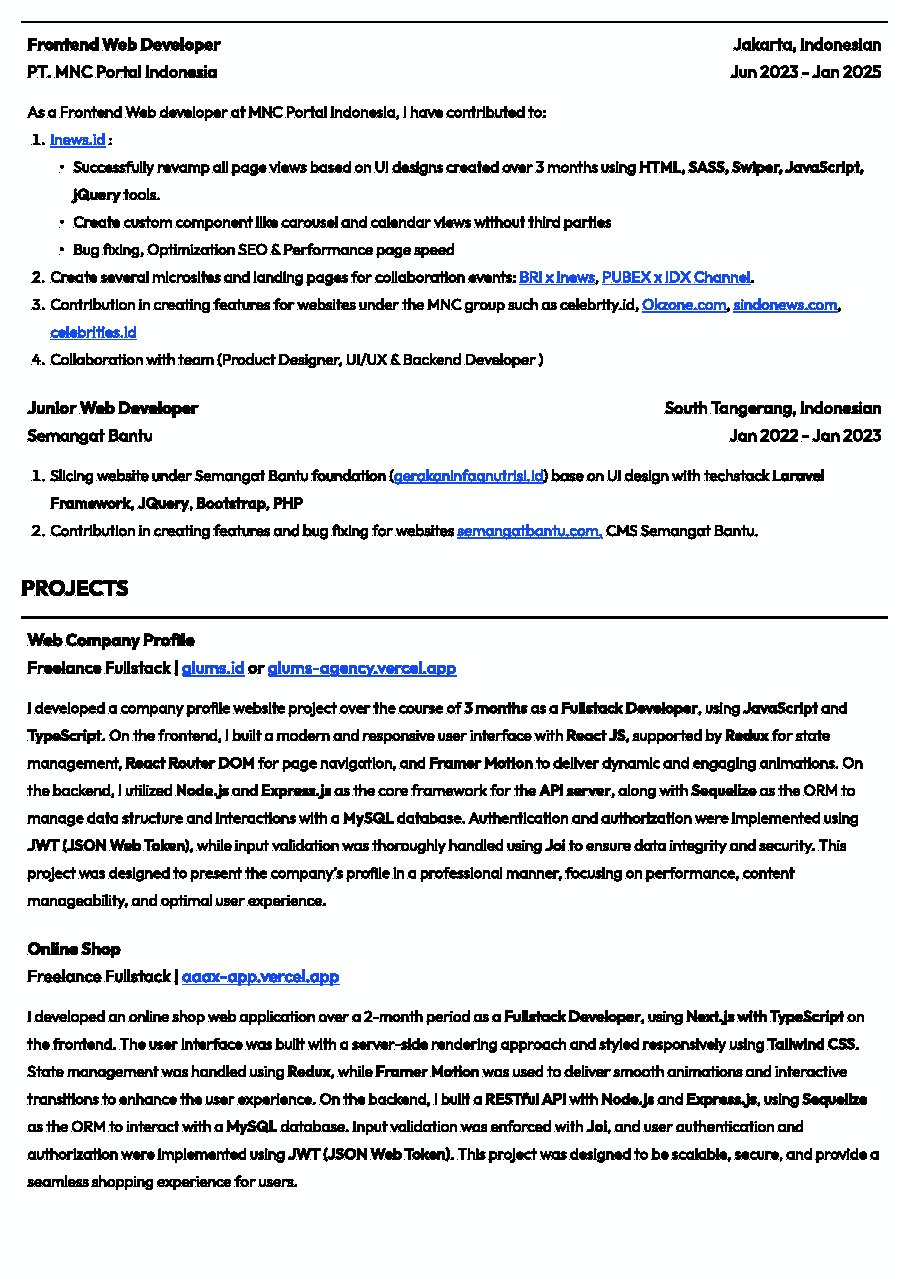 Frontend Web Developer Jakarta, Indonesian
PT. MNC Portal Indonesia Jun 2023 - Jan 2025
As a Frontend Web developer at MNC Portal Indonesia, I have contributed to:
1. Inews.id :
• Successfully revamp all page views based on UI designs created over 3 months using HTML, SASS, Swiper, JavaScript,
jQuery tools.
• Create custom component like carousel and calendar views without third parties
• Bug fixing, Optimization SEO & Performance page speed
2. Create several microsites and landing pages for collaboration events: BRI x Inews, PUBEX x IDX Channel.
3. Contribution in creating features for websites under the MNC group such as celebrity.id, Okzone.com, sindonews.com,
celebrities.id
4. Collaboration with team (Product Designer, UI/UX & Backend Developer )
Junior Web Developer South Tangerang, Indonesian
Semangat Bantu Jan 2022 - Jan 2023
1. Slicing website under Semangat Bantu foundation (gerakaninfaqnutrisi.id) base on UI design with techstack Laravel
Framework, JQuery, Bootstrap, PHP
2. Contribution in creating features and bug fixing for websites semangatbantu.com, CMS Semangat Bantu.
PROJECTS
Web Company Profile
Freelance Fullstack | glums.id or glums-agency.vercel.app
I developed a company profile website project over the course of 3 months as a Fullstack Developer, using JavaScript and
TypeScript. On the frontend, I built a modern and responsive user interface with React JS, supported by Redux for state
management, React Router DOM for page navigation, and Framer Motion to deliver dynamic and engaging animations. On
the backend, I utilized Node.js and Express.js as the core framework for the API server, along with Sequelize as the ORM to
manage data structure and interactions with a MySQL database. Authentication and authorization were implemented using
JWT (JSON Web Token), while input validation was thoroughly handled using Joi to ensure data integrity and security. This
project was designed to present the company's profile in a professional manner, focusing on performance, content
manageability, and optimal user experience.
Online Shop
Freelance Fullstack | aaax-app.vercel.app
I developed an online shop web application over a 2-month period as a Fullstack Developer, using Next.js with TypeScript on
the frontend. The user interface was built with a server-side rendering approach and styled responsively using Tailwind CSS.
State management was handled using Redux, while Framer Motion was used to deliver smooth animations and interactive
transitions to enhance the user experience. On the backend, I built a RESTful API with Node.js and Express.js, using Sequelize
as the ORM to interact with a MySQL database. Input validation was enforced with Joi, and user authentication and
authorization were implemented using JWT (JSON Web Token). This project was designed to be scalable, secure, and provide a
seamless shopping experience for users.